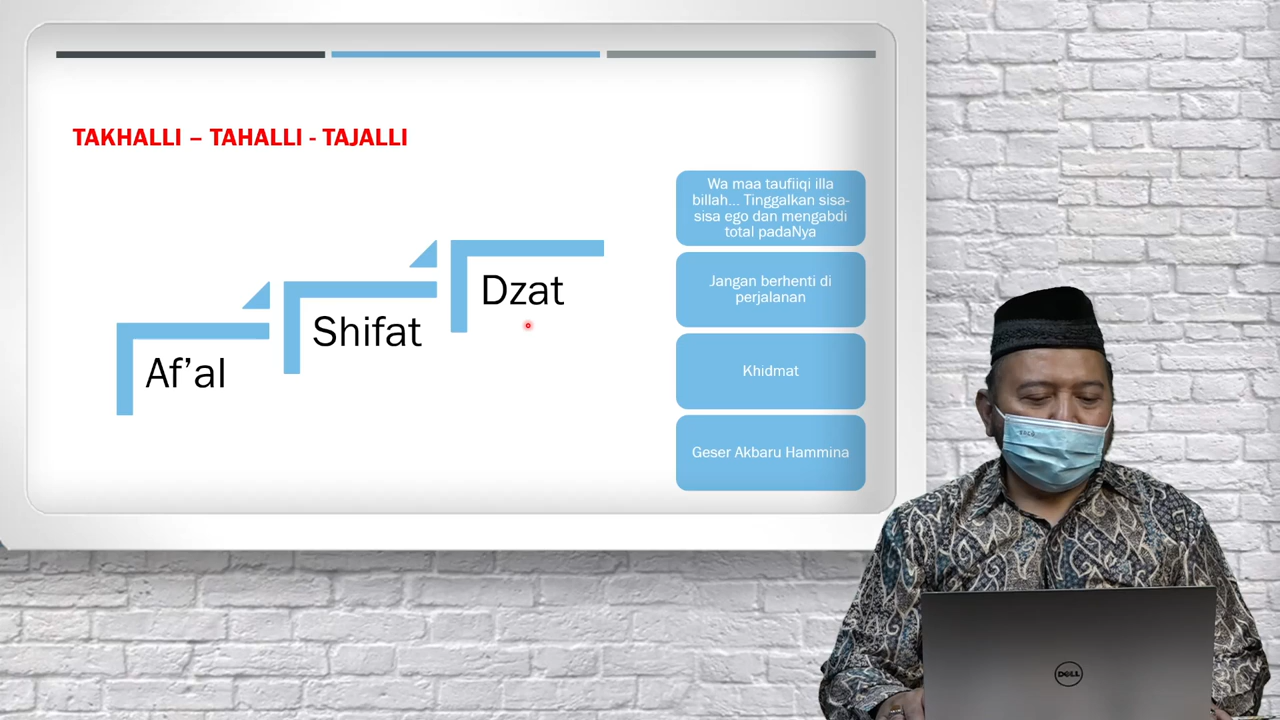 TAKHALLI – TAHALLI - TAJALLI
Af’al
Shifat
Dzat
Wa maa taufiiqi illa
billah... Tinggalkan sisa-
sisa ego dan mengabdi
total padaNya
Jangan berhenti di
perjalanan
Khidmat
Geser Akbaru Hammina
DELL